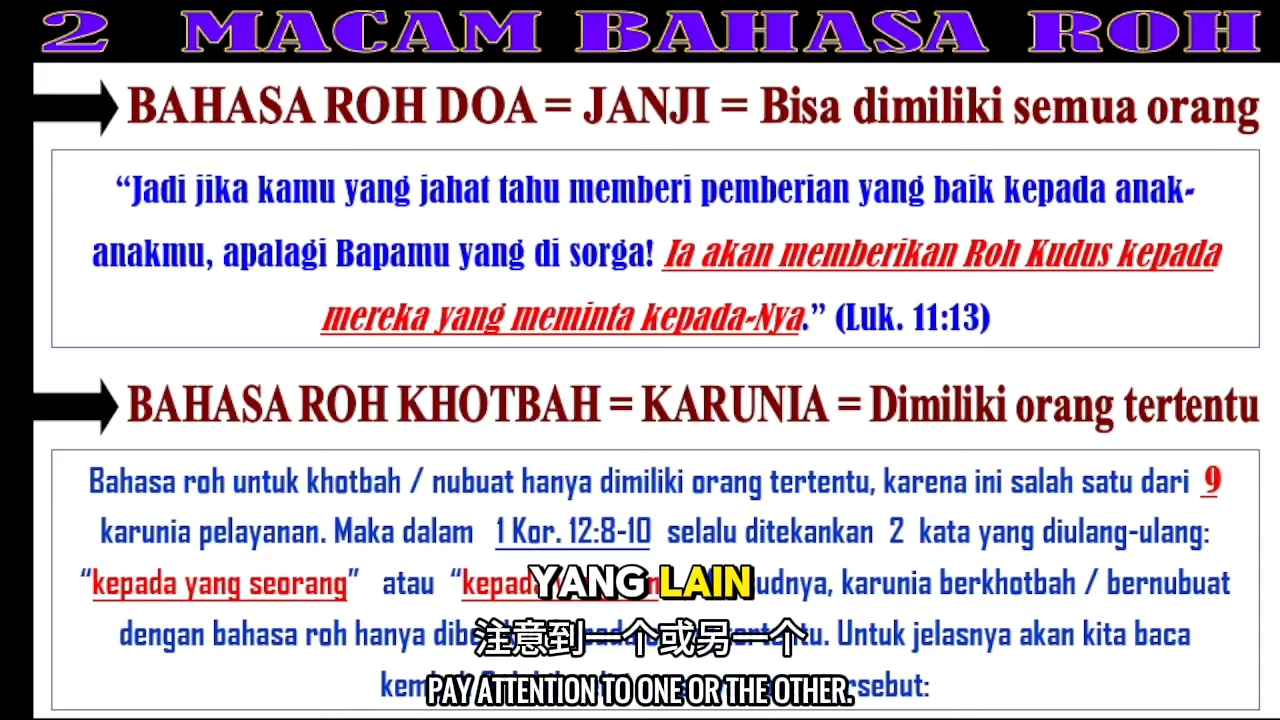 2 MACAM BAHASA ROH
BAHASA ROH DOA = JANJI = Bisa dimiliki semua orang
“Jadi jika kamu yang jahat tahu memberi pemberian yang baik kepada anak-
anakmu, apalagi Bapamu yang di sorga! Ia akan memberikan Roh Kudus kepada
mereka yang meminta kepada-Nya.” (Luk. 11:13)
BAHASA ROH KHOTBAH = KARUNIA = Dimiliki orang tertentu
Bahasa roh untuk khotbah / nubuat hanya dimiliki orang tertentu, karena ini salah satu dari 9
karunia pelayanan. Maka dalam 1 Kor. 12:8-10 selalu ditekankan 2 kata yang diulang-ulang:
“kepada yang seorang” atau “kepada karunia berkhotbah / bernubuat
YANG LAIN
dengan bahasa roh hanya Untuk jelasnya akan kita baca
注意到一个或另一个
PAY ATTENTION TO ONE OR THE OTHER.